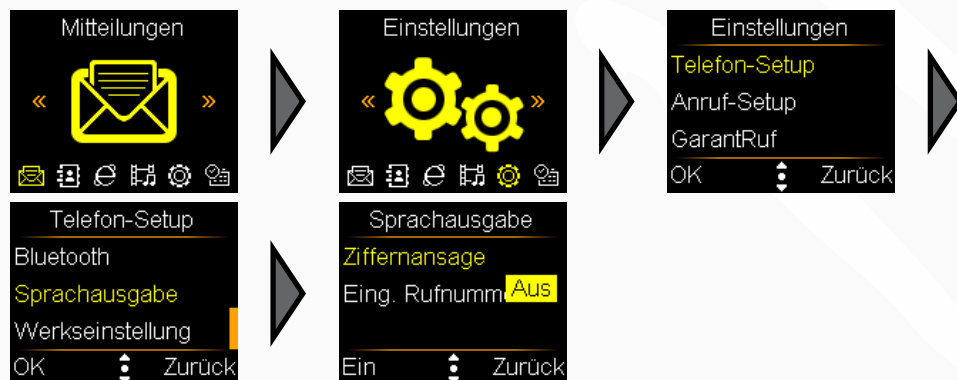 Mitteilungen
Einstellungen
Einstellungen
Telefon-Setup
Anruf-Setup
GarantRuf
OK Zurück
Telefon-Setup
Bluetooth
Sprachausgabe
Werkseinstellung
OK Zurück
Sprachausgabe
Ziffernansage
Eing. Rufnumm Aus
Ein Zurück